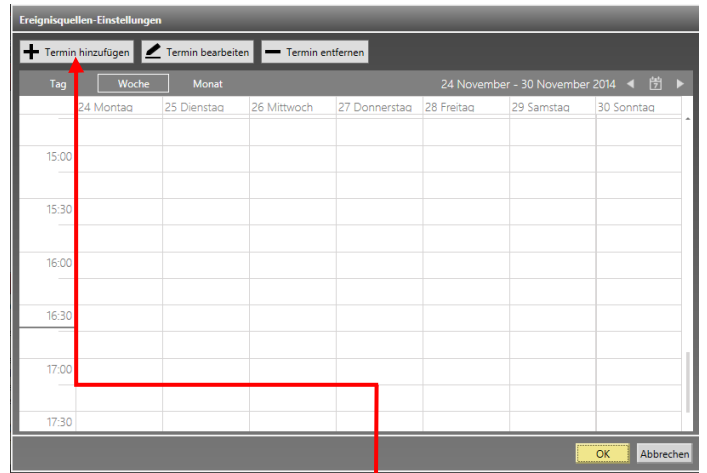 Ereignisquellen-Einstellungen
Termin hinzufügen Termin bearbeiten Termin entfernen
Tag Woche Monat 24 November - 30 November 2014 7
24 Montag 25 Dienstag 26 Mittwoch 27 Donnerstag 28 Freitag 29 Samstag 30 Sonntag
15:00
15:30
16:00
16:30
17:00
17:30
OK Abbrechen